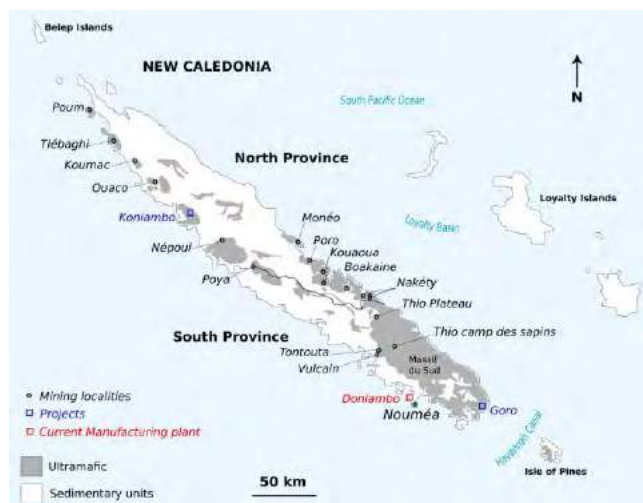 Belep Islands
NEW CALEDONIA
N
South Pacific Ocean
Poum
Tiébaghi
Koumac
North Province
Ouaco
Loyalty Islands
Koniambo
Monéo
Loyalty Basin
Népoui
Poro
Kouaoua
Boakaine
Poya
Nakéty
Thio Plateau
South Province
Thio camp des sapins
Tontouta
Massif
du Sud
Vulcain
Mining localities
Doniambo
Projects
Nouméa
Goro
Current Manufacturing plant
Havannah Canal
Ultramafic
50 km
Isle of Pines
Sedimentary units